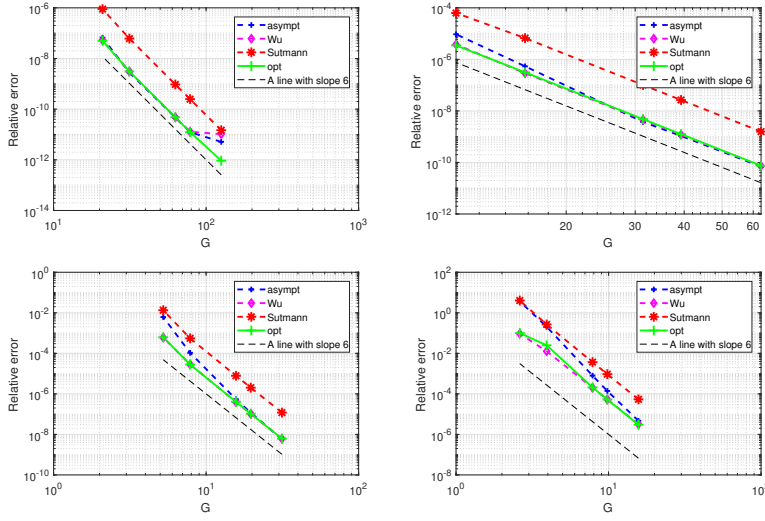 10^-6
10^-8
10^-10
10^-12
10^-14
Relative error
10^1
10^2
10^3
G
asympt
Wu
Sutmann
opt
A line with slope 6
10^-4
10^-6
10^-8
10^-10
10^-12
Relative error
20
30
40
50
60
G
asympt
Wu
Sutmann
opt
A line with slope 6
10^0
10^-2
10^-4
10^-6
10^-8
10^-10
Relative error
10^0
10^1
10^2
G
asympt
Wu
Sutmann
opt
A line with slope 6
10^2
10^0
10^-2
10^-4
10^-6
10^-8
Relative error
10^0
10^1
G
asympt
Wu
Sutmann
opt
A line with slope 6